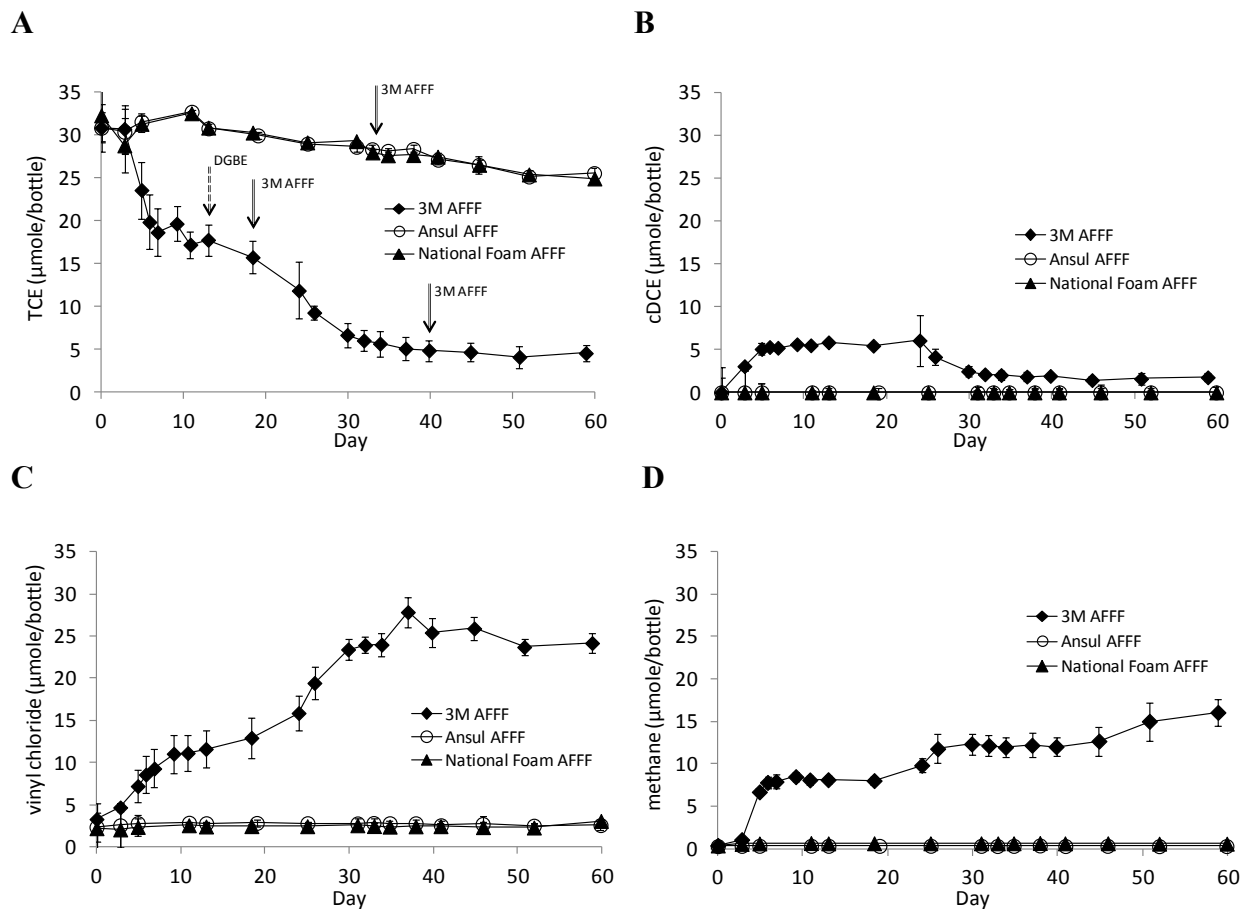 A
35
30
25
20
15
10
5
0
TCE (µmole/bottle)
0 10 20 30 40 50 60
Day
DGBE
3M AFFF
3M AFFF
3M AFFF
3M AFFF
Ansul AFFF
National Foam AFFF
B
35
30
25
20
15
10
5
0
cDCE (µmole/bottle)
0 10 20 30 40 50 60
Day
3M AFFF
Ansul AFFF
National Foam AFFF
C
35
30
25
20
15
10
5
0
vinyl chloride (µmole/bottle)
0 10 20 30 40 50 60
Day
3M AFFF
Ansul AFFF
National Foam AFFF
D
35
30
25
20
15
10
5
0
methane (µmole/bottle)
0 10 20 30 40 50 60
Day
3M AFFF
Ansul AFFF
National Foam AFFF